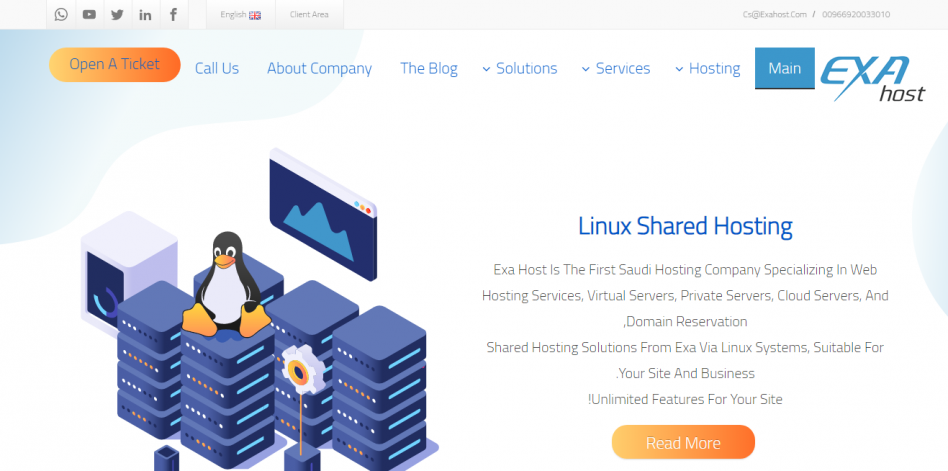 English
Client Area
Cs@Exahost.Com / 00966920033010
Open A Ticket
Call Us
About Company
The Blog
Solutions
Services
Hosting
Main
EXA
host
Linux Shared Hosting
Exa Host Is The First Saudi Hosting Company Specializing In Web
Hosting Services, Virtual Servers, Private Servers, Cloud Servers, And
,Domain Reservation
Shared Hosting Solutions From Exa Via Linux Systems, Suitable For
.Your Site And Business
!Unlimited Features For Your Site
Read More